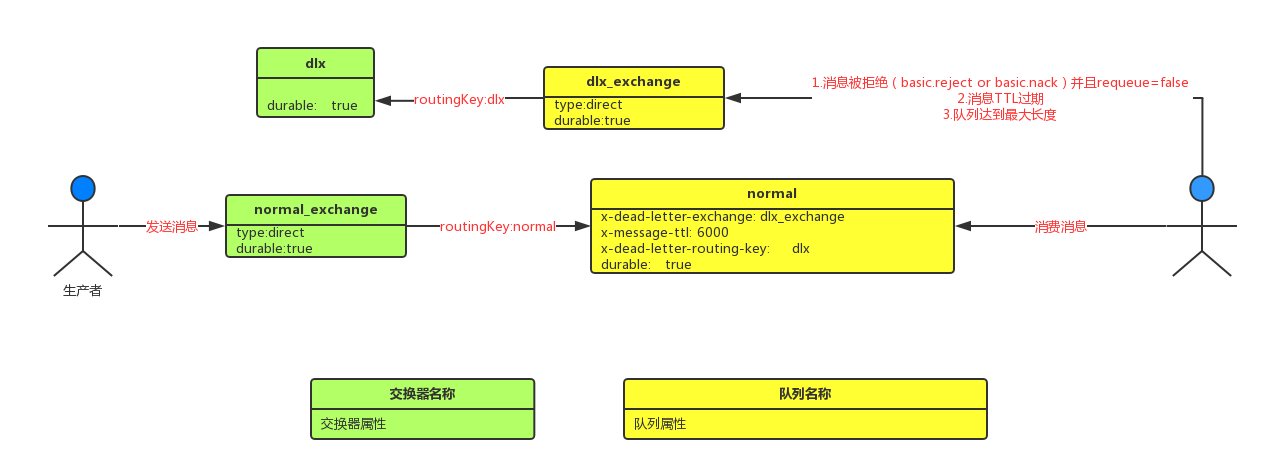 dlx
durable: true
routingKey:dlx
dlx_exchange
type:direct
durable:true
1.消息被拒绝 ( basic.reject or basic.nack ) 并且requeue=false
2.消息TTL过期
3.队列达到最大长度
生产者
发送消息
normal_exchange
type:direct
durable:true
routingKey:normal
normal
x-dead-letter-exchange: dlx_exchange
x-message-ttl: 6000
x-dead-letter-routing-key: dlx
durable: true
消费消息
交换器名称
交换器属性
队列名称
队列属性